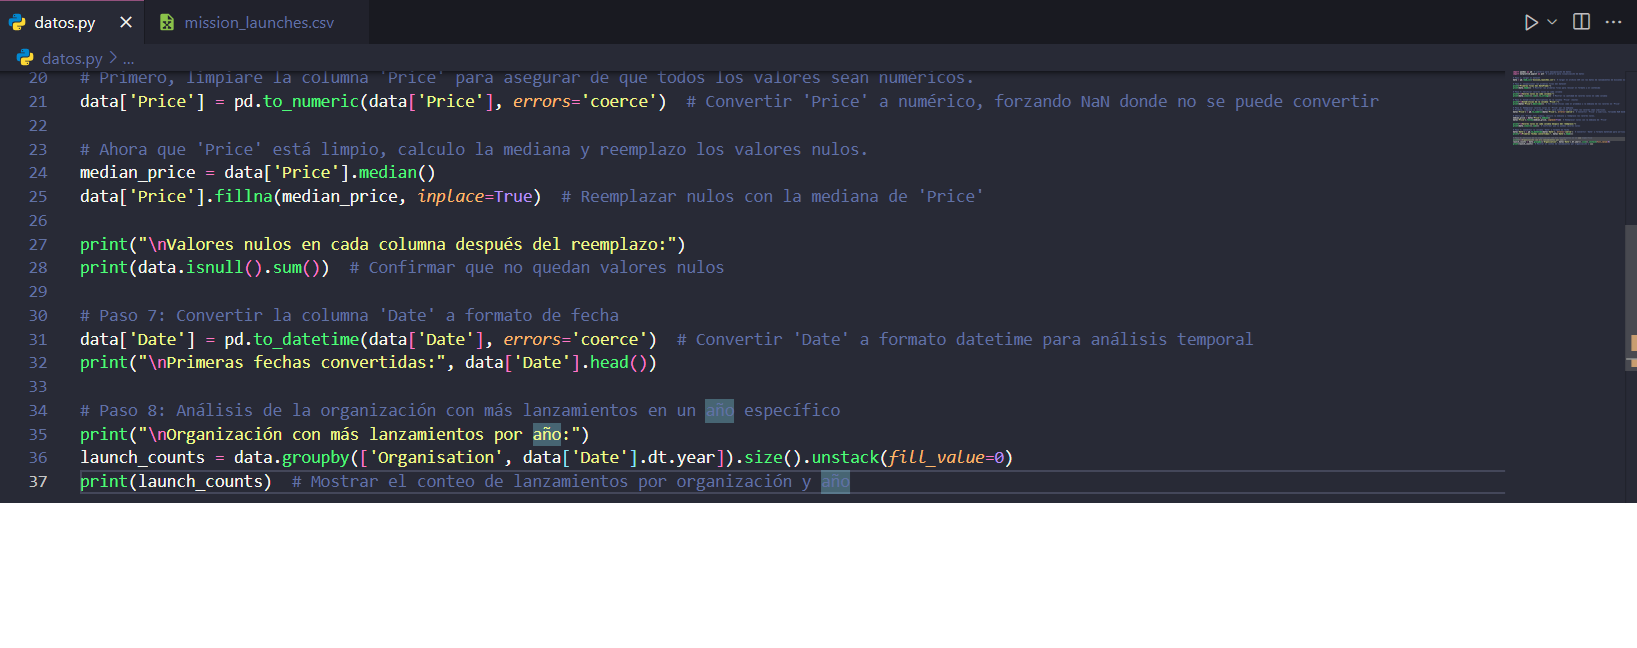 datos.py
mission_launches.csv
datos.py > ...
20 # Primero, limpiare la columna 'Price' para asegurar de que todos los valores sean numéricos.
21 data['Price'] = pd.to_numeric(data['Price'], errors='coerce')  # Convertir 'Price' a numérico, forzando NaN donde no se puede convertir
22
23 # Ahora que 'Price' está limpio, calculo la mediana y reemplazo los valores nulos.
24 median_price = data['Price'].median()
25 data['Price'].fillna(median_price, inplace=True)  # Reemplazar nulos con la mediana de 'Price'
26
27 print("\nValores nulos en cada columna después del reemplazo:")
28 print(data.isnull().sum())  # Confirmar que no quedan valores nulos
29
30 # Paso 7: Convertir la columna 'Date' a formato de fecha
31 data['Date'] = pd.to_datetime(data['Date'], errors='coerce')  # Convertir 'Date' a formato datetime para análisis temporal
32 print("\nPrimeras fechas convertidas:", data['Date'].head())
33
34 # Paso 8: Análisis de la organización con más lanzamientos en un año específico
35 print("\nOrganización con más lanzamientos por año:")
36 launch_counts = data.groupby(['Organisation', data['Date'].dt.year]).size().unstack(fill_value=0)
37 print(launch_counts)  # Mostrar el conteo de lanzamientos por organización y año